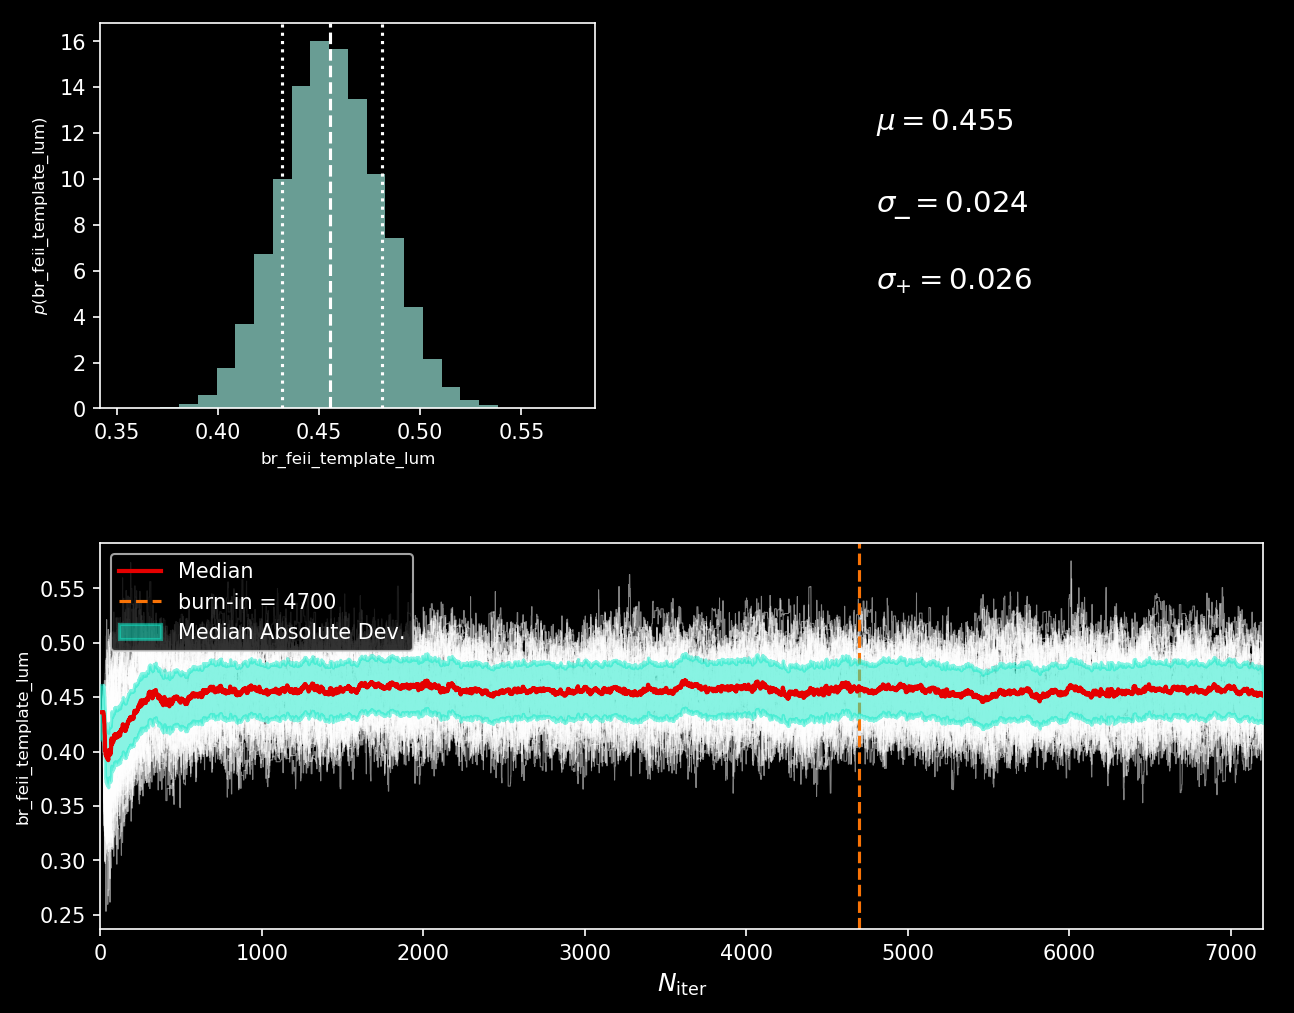 16
14
12
10
8
6
4
2
0
p(br_feii_template_lum)
0.35 0.40 0.45 0.50 0.55
br_feii_template_lum
μ = 0.455
σ₋ = 0.024
σ₊ = 0.026
Median
burn-in = 4700
Median Absolute Dev.
0.55
0.50
0.45
0.40
0.35
0.30
0.25
br_feii_template_lum
0 1000 2000 3000 4000 5000 6000 7000
N_iter